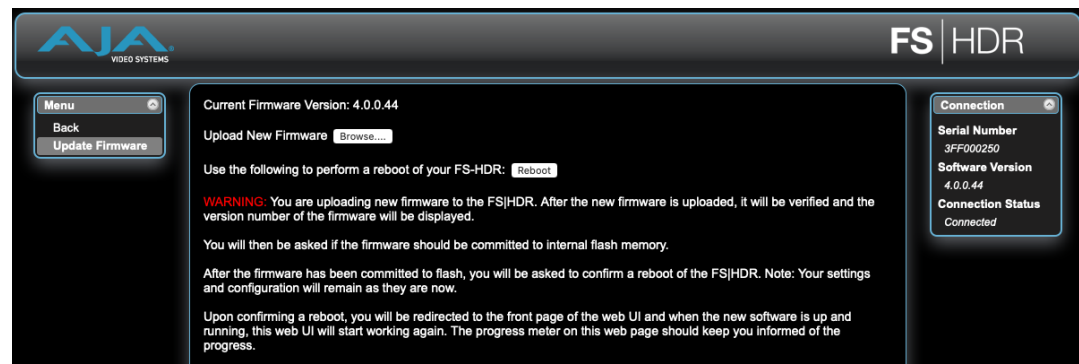 AJA
VIDEO SYSTEMS
FS|HDR
Menu
Back
Update Firmware
Current Firmware Version: 4.0.0.44
Upload New Firmware Browse....
Use the following to perform a reboot of your FS-HDR: Reboot
WARNING: You are uploading new firmware to the FS|HDR. After the new firmware is uploaded, it will be verified and the
version number of the firmware will be displayed.
You will then be asked if the firmware should be committed to internal flash memory.
After the firmware has been committed to flash, you will be asked to confirm a reboot of the FS|HDR. Note: Your settings
and configuration will remain as they are now.
Upon confirming a reboot, you will be redirected to the front page of the web UI and when the new software is up and
running, this web UI will start working again. The progress meter on this web page should keep you informed of the
progress.
Connection
Serial Number
3FF000250
Software Version
4.0.0.44
Connection Status
Connected